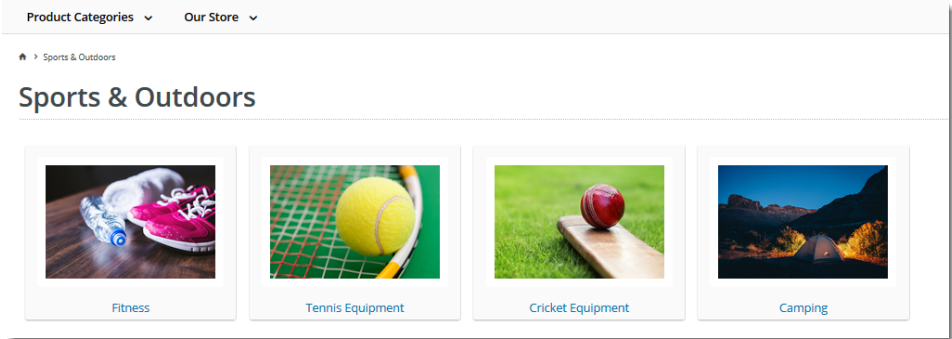 Product Categories Our Store
Sports & Outdoors
Sports & Outdoors
Fitness Tennis Equipment Cricket Equipment Camping